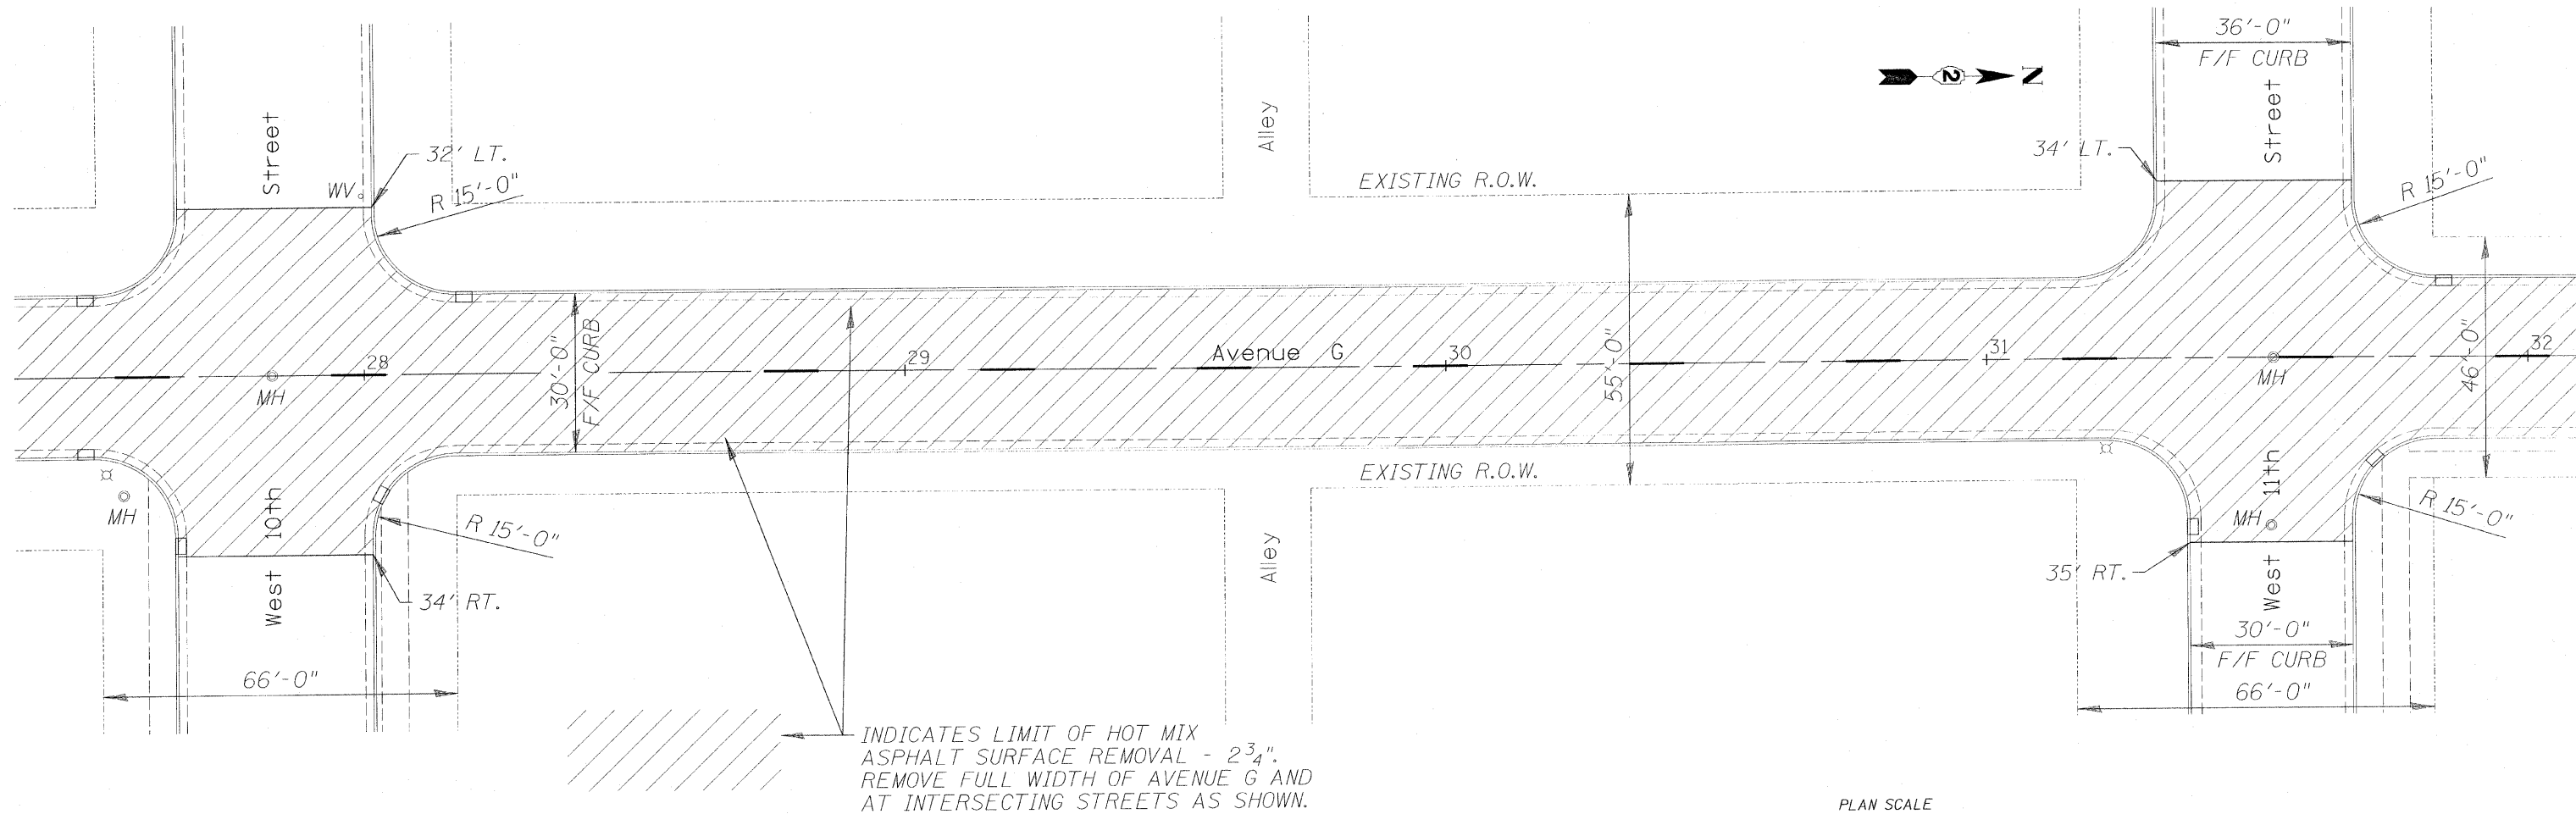 36'-0"
F/F CURB
N
2
Street
Alley
Street
32' LT.
34' LT.
WV
R 15'-0"
EXISTING R.O.W.
R 15'-0"
30'-0"
F/F CURB
28
29
Avenue G
30
55'-0"
31
32
46'-0"
MH
MH
EXISTING R.O.W.
MH
West 10th
R 15'-0"
Alley
MH
West 11th
R 15'-0"
34' RT.
35' RT.
30'-0"
F/F CURB
66'-0"
66'-0"
INDICATES LIMIT OF HOT MIX
ASPHALT SURFACE REMOVAL - 2 3/4".
REMOVE FULL WIDTH OF AVENUE G AND
AT INTERSECTING STREETS AS SHOWN.
PLAN SCALE